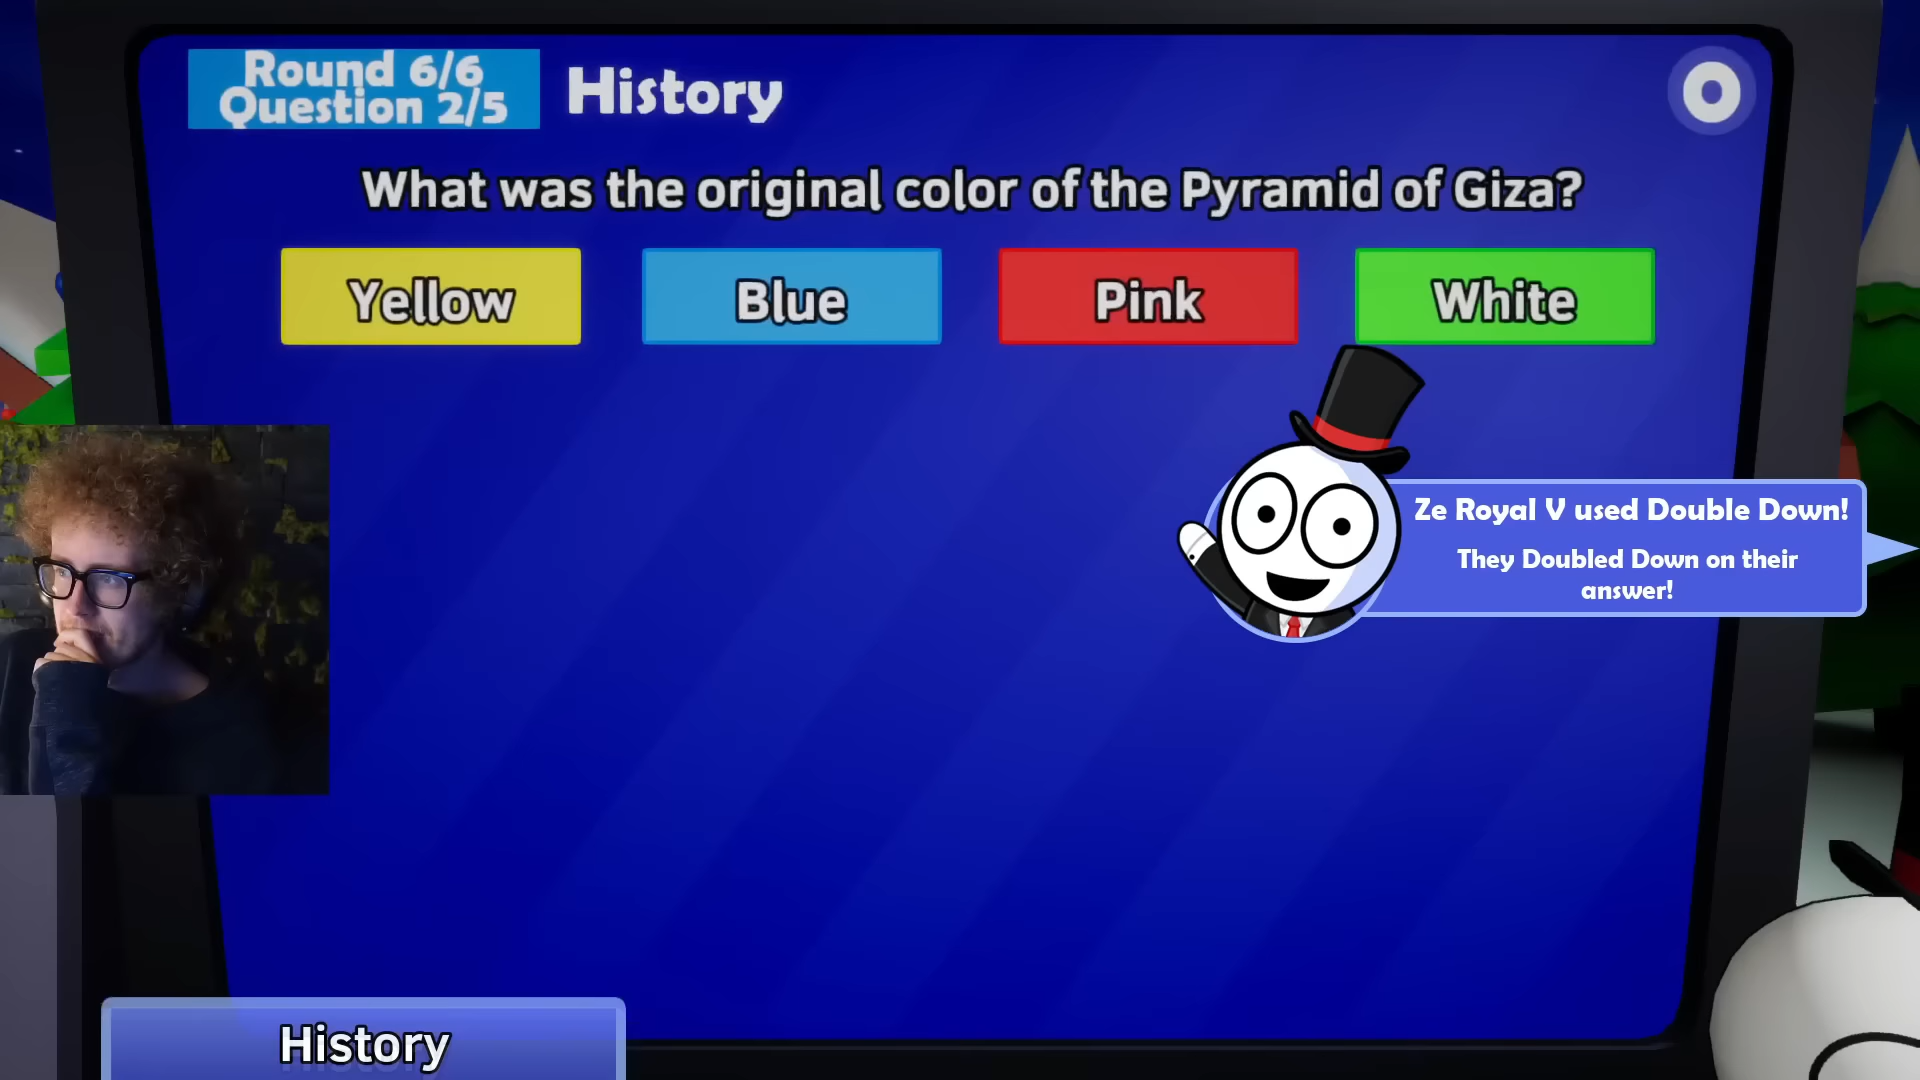 Round 6/6
Question 2/5
History
0
What was the original color of the Pyramid of Giza?
Yellow
Blue
Pink
White
Ze Royal V used Double Down!
They Doubled Down on their
answer!
History